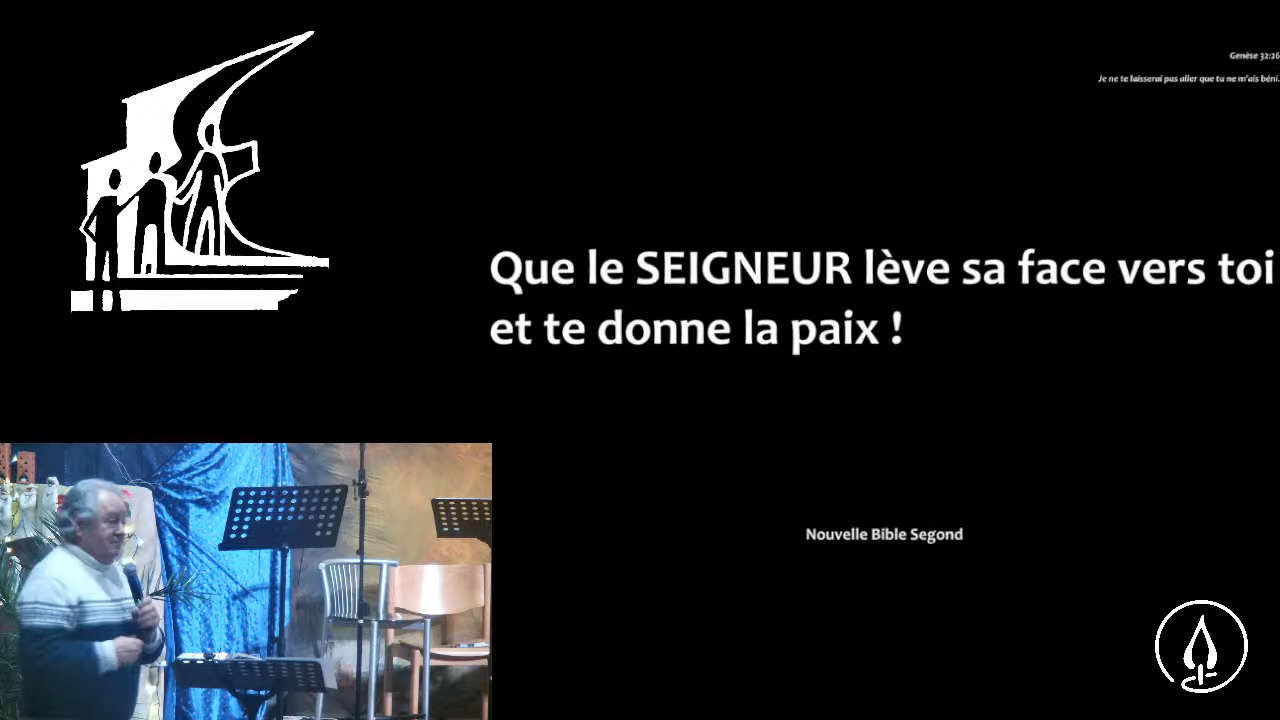 Genèse 32:26
Je ne te laisserai pas aller que tu ne m'ais béni.
Que le SEIGNEUR lève sa face vers toi
et te donne la paix !
Nouvelle Bible Segond